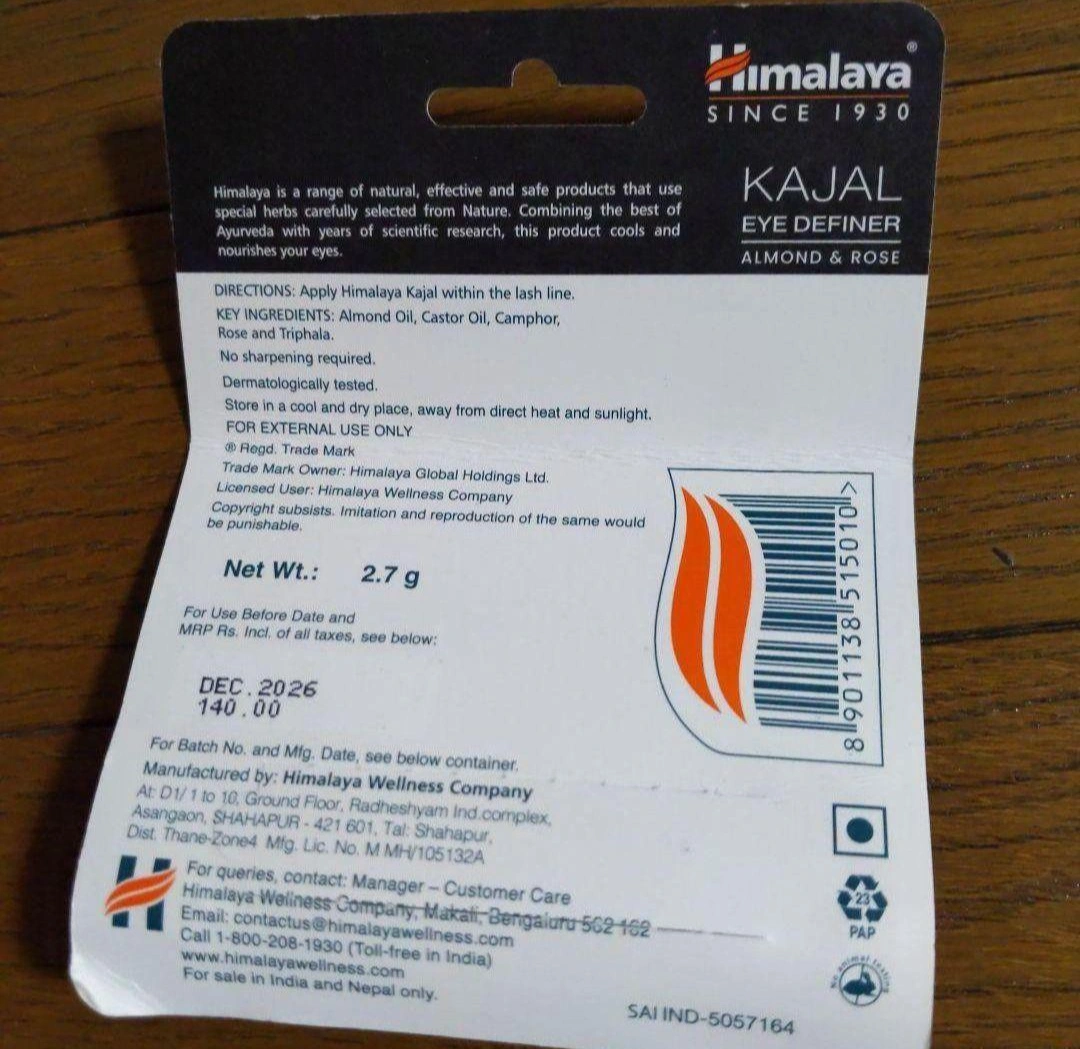 Himalaya®
SINCE 1930
KAJAL
EYE DEFINER
ALMOND & ROSE
Himalaya is a range of natural, effective and safe products that use
special herbs carefully selected from Nature. Combining the best of
Ayurveda with years of scientific research, this product cools and
nourishes your eyes.
DIRECTIONS: Apply Himalaya Kajal within the lash line.
KEY INGREDIENTS: Almond Oil, Castor Oil, Camphor,
Rose and Triphala.
No sharpening required.
Dermatologically tested.
Store in a cool and dry place, away from direct heat and sunlight.
FOR EXTERNAL USE ONLY
® Regd. Trade Mark
Trade Mark Owner: Himalaya Global Holdings Ltd.
Licensed User: Himalaya Wellness Company
Copyright subsists. Imitation and reproduction of the same would
be punishable.
Net Wt.: 2.7 g
For Use Before Date and
MRP Rs. Incl. of all taxes, see below:
DEC.2026
140.00
For Batch No. and Mfg. Date, see below container.
Manufactured by: Himalaya Wellness Company
At: D1/ 1 to 10, Ground Floor, Radheshyam Ind.complex,
Asangaon, SHAHAPUR - 421 601, Tal: Shahapur,
Dist. Thane-Zone4 Mfg. Lic. No. M MH/105132A
For queries, contact: Manager – Customer Care
Himalaya Wellness Company, Makali, Bengaluru 562 162
Email: contactus@himalayawellness.com
Call 1-800-208-1930 (Toll-free in India)
www.himalayawellness.com
For sale in India and Nepal only.
8 901138 515010 >
23
PAP
No animal testing
SAI IND-5057164